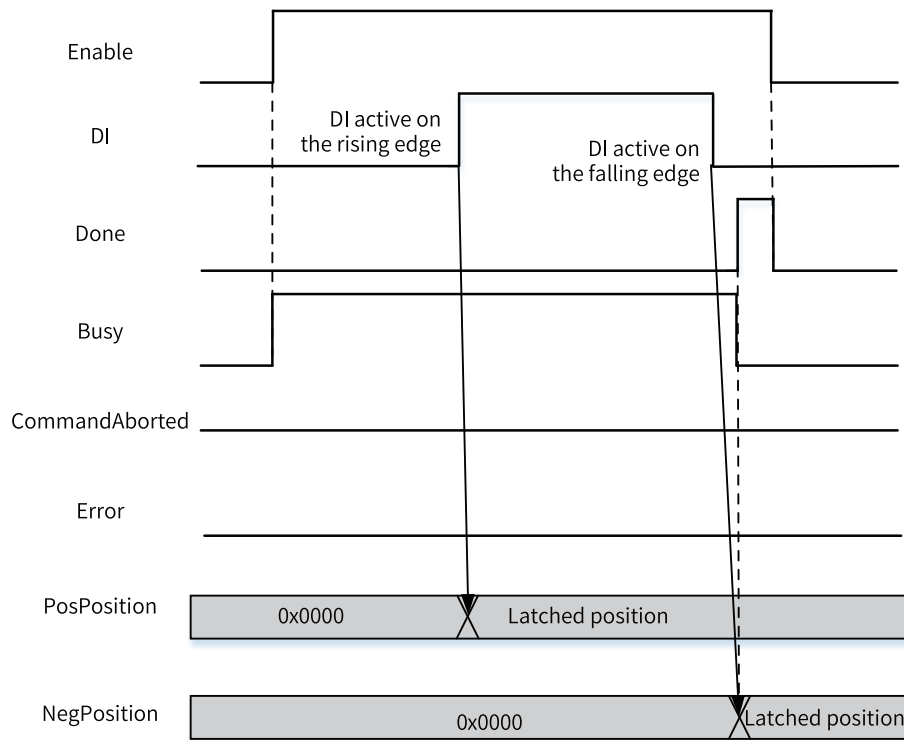 Enable
DI
DI active on
the rising edge
DI active on
the falling edge
Done
Busy
CommandAborted
Error
PosPosition
0x0000
Latched position
NegPosition
0x0000
Latched position